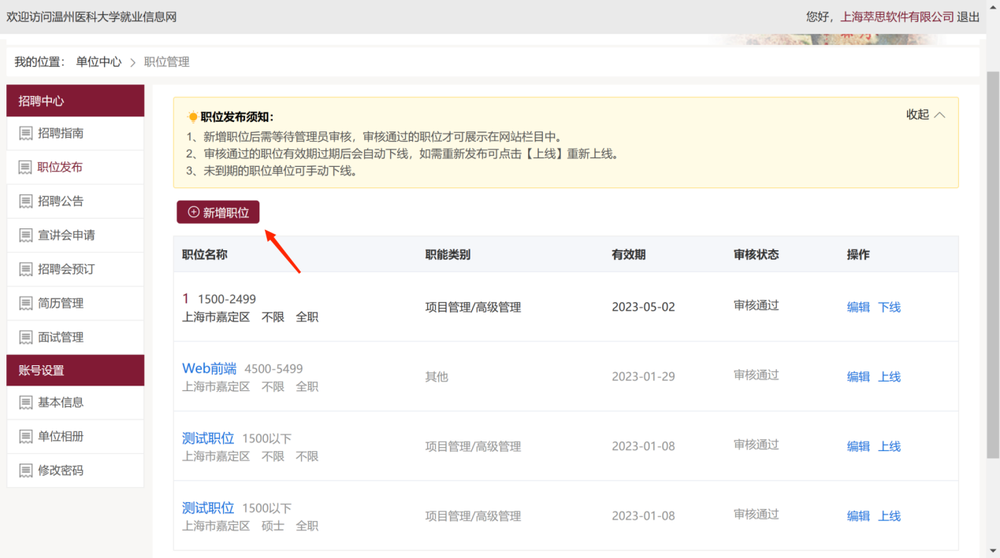 欢迎访问温州医科大学就业信息网
您好，上海萃思软件有限公司 退出
我的位置： 单位中心 > 职位管理
招聘中心
招聘指南
职位发布
招聘公告
宣讲会申请
招聘会预订
简历管理
面试管理
账号设置
基本信息
单位相册
修改密码
职位发布须知：
收起
1、新增职位后需等待管理员审核，审核通过的职位才可展示在网站栏目中。
2、审核通过的职位有效期过期后会自动下线，如需重新发布可点击【上线】重新上线。
3、未到期的职位单位可手动下线。
新增职位
职位名称 职能类别 有效期 审核状态 操作
1 1500-2499
上海市嘉定区 不限 全职
项目管理/高级管理 2023-05-02 审核通过 编辑 下线
Web前端 4500-5499
上海市嘉定区 不限 全职
其他 2023-01-29 审核通过 编辑 上线
测试职位 1500以下
上海市嘉定区 不限 不限
项目管理/高级管理 2023-01-08 审核通过 编辑 上线
测试职位 1500以下
上海市嘉定区 硕士 全职
项目管理/高级管理 2023-01-08 审核通过 编辑 上线